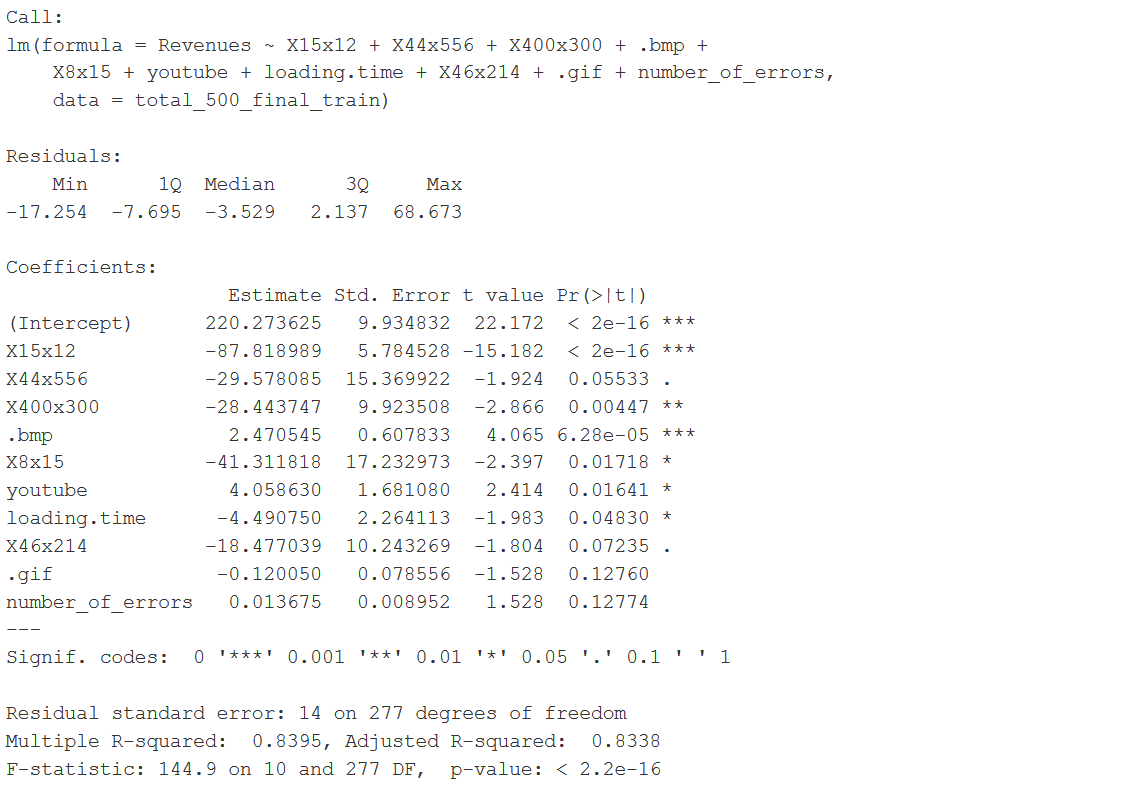 Call:
lm(formula = Revenues ~ X15x12 + X44x556 + X400x300 + .bmp +
    X8x15 + youtube + loading.time + X46x214 + .gif + number_of_errors,
    data = total_500_final_train)

Residuals:
    Min      1Q  Median      3Q     Max
-17.254  -7.695  -3.529   2.137  68.673

Coefficients:
                   Estimate Std. Error t value Pr(>|t|)
(Intercept)      220.273625   9.934832  22.172  < 2e-16 ***
X15x12           -87.818989   5.784528 -15.182  < 2e-16 ***
X44x556          -29.578085  15.369922  -1.924  0.05533 .
X400x300         -28.443747   9.923508  -2.866  0.00447 **
.bmp               2.470545   0.607833   4.065 6.28e-05 ***
X8x15            -41.311818  17.232973  -2.397  0.01718 *
youtube            4.058630   1.681080   2.414  0.01641 *
loading.time      -4.490750   2.264113  -1.983  0.04830 *
X46x214          -18.477039  10.243269  -1.804  0.07235 .
.gif              -0.120050   0.078556  -1.528  0.12760
number_of_errors   0.013675   0.008952   1.528  0.12774
---
Signif. codes:  0 '***' 0.001 '**' 0.01 '*' 0.05 '.' 0.1 ' ' 1

Residual standard error: 14 on 277 degrees of freedom
Multiple R-squared:  0.8395, Adjusted R-squared:  0.8338
F-statistic: 144.9 on 10 and 277 DF,  p-value: < 2.2e-16